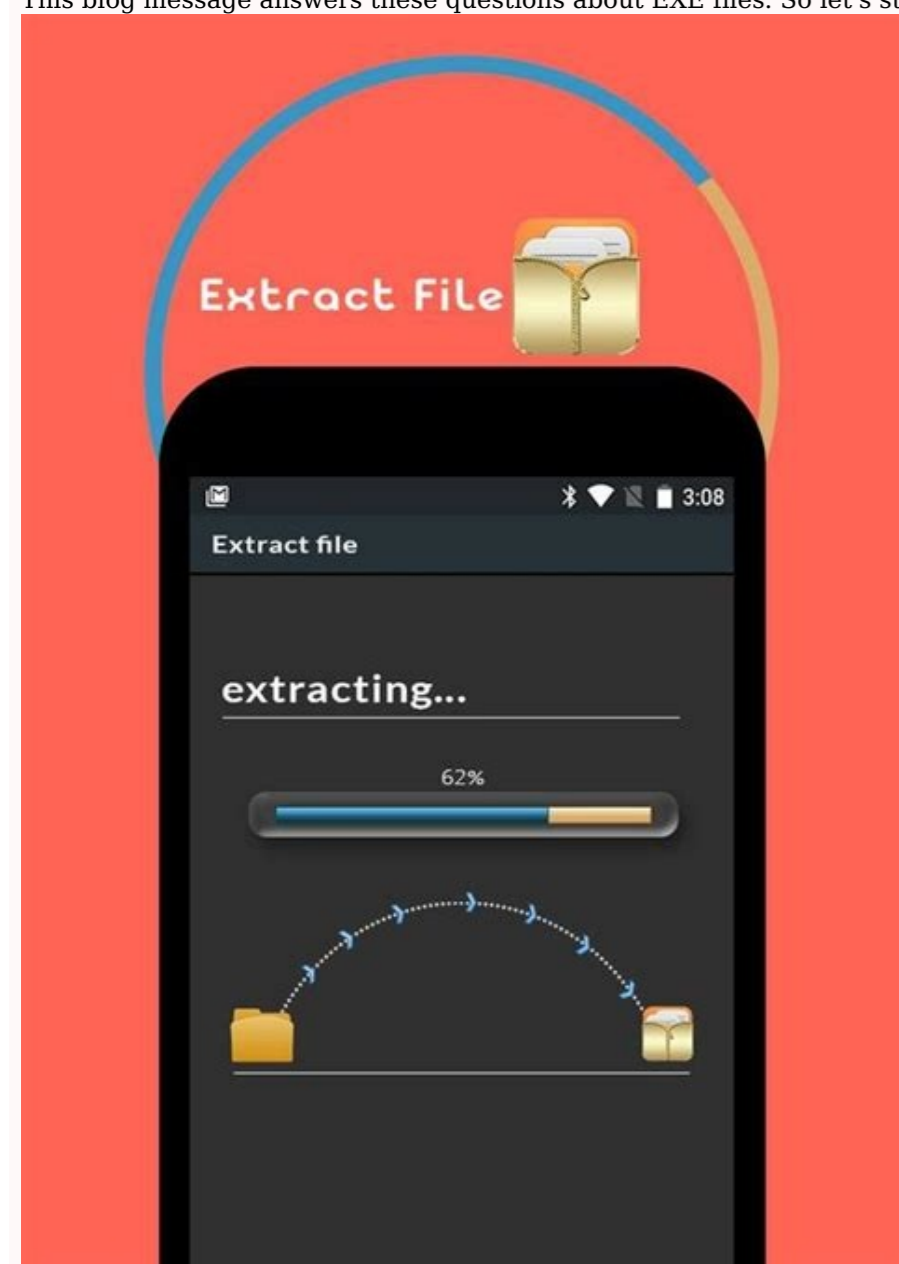 This blog message answers these questions about EXE files. So let's st
Extract File
3:08
Extract file
extracting...
62%